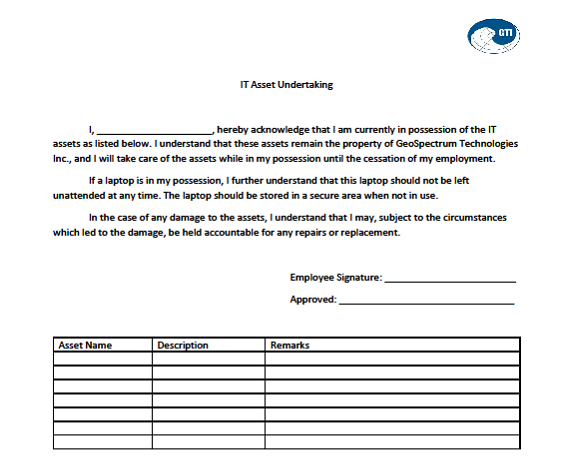 GTI
IT Asset Undertaking
I, ____________________, hereby acknowledge that I am currently in possession of the IT
assets as listed below. I understand that these assets remain the property of GeoSpectrum Technologies
Inc., and I will take care of the assets while in my possession until the cessation of my employment.
If a laptop is in my possession, I further understand that this laptop should not be left
unattended at any time. The laptop should be stored in a secure area when not in use.
In the case of any damage to the assets, I understand that I may, subject to the circumstances
which led to the damage, be held accountable for any repairs or replacement.
Employee Signature: _______________________
Approved: ______________________________
Asset Name Description Remarks